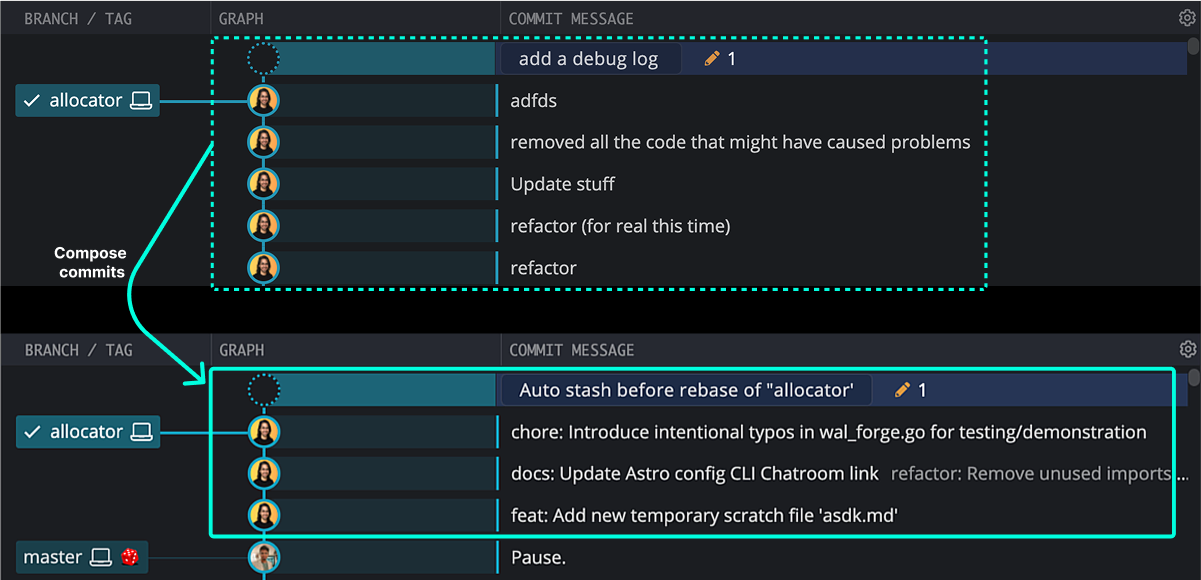 BRANCH / TAG GRAPH COMMIT MESSAGE
add a debug log 1
allocator adfds
removed all the code that might have caused problems
Update stuff
refactor (for real this time)
Compose
commits
refactor
BRANCH / TAG GRAPH COMMIT MESSAGE
Auto stash before rebase of "allocator' 1
allocator chore: Introduce intentional typos in wal_forge.go for testing/demonstration
docs: Update Astro config CLI Chatroom link refactor: Remove unused imports ...
feat: Add new temporary scratch file 'asdk.md'
master Pause.